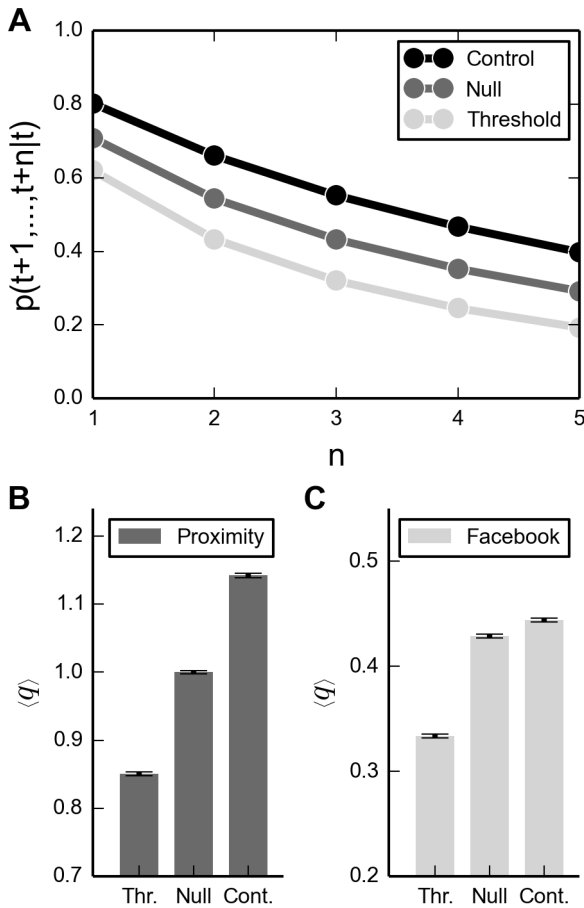 A
1.0
0.8
0.6
0.4
0.2
0.0
p(t+1,...,t+n|t)
Control
Null
Threshold
1 2 3 4 5
n
B
1.2
1.1
1.0
0.9
0.8
0.7
⟨q⟩
Proximity
Thr. Null Cont.
C
0.5
0.4
0.3
0.2
⟨q⟩
Facebook
Thr. Null Cont.